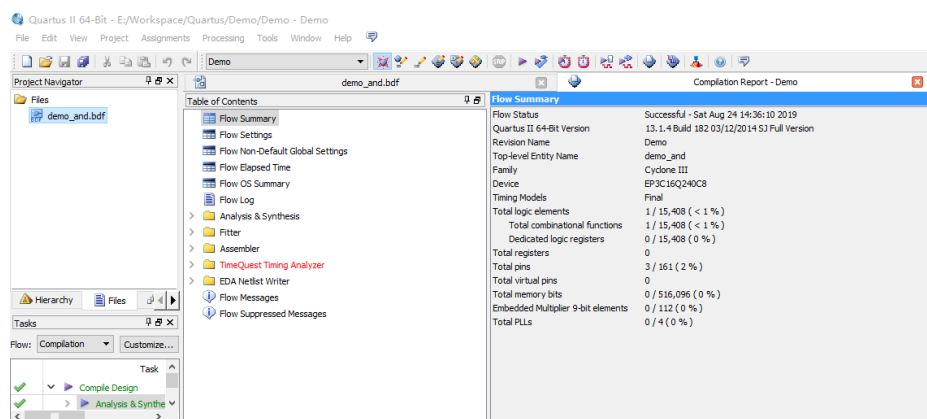 Quartus II 64-Bit - E:/Workspace/Quartus/Demo/Demo - Demo
File Edit View Project Assignments Processing Tools Window Help
Demo
Project Navigator
Files
demo_and.bdf
Hierarchy Files
Tasks
Flow: Compilation Customize...
Task
Compile Design
Analysis & Synthe
demo_and.bdf
Compilation Report - Demo
Table of Contents
Flow Summary
Flow Settings
Flow Non-Default Global Settings
Flow Elapsed Time
Flow OS Summary
Flow Log
Analysis & Synthesis
Fitter
Assembler
TimeQuest Timing Analyzer
EDA Netlist Writer
Flow Messages
Flow Suppressed Messages
Flow Summary
Flow Status Successful - Sat Aug 24 14:36:10 2019
Quartus II 64-Bit Version 13.1.4 Build 182 03/12/2014 SJ Full Version
Revision Name Demo
Top-level Entity Name demo_and
Family Cyclone III
Device EP3C16Q240C8
Timing Models Final
Total logic elements 1 / 15,408 ( < 1 % )
Total combinational functions 1 / 15,408 ( < 1 % )
Dedicated logic registers 0 / 15,408 ( 0 % )
Total registers 0
Total pins 3 / 161 ( 2 % )
Total virtual pins 0
Total memory bits 0 / 516,096 ( 0 % )
Embedded Multiplier 9-bit elements 0 / 112 ( 0 % )
Total PLLs 0 / 4 ( 0 % )